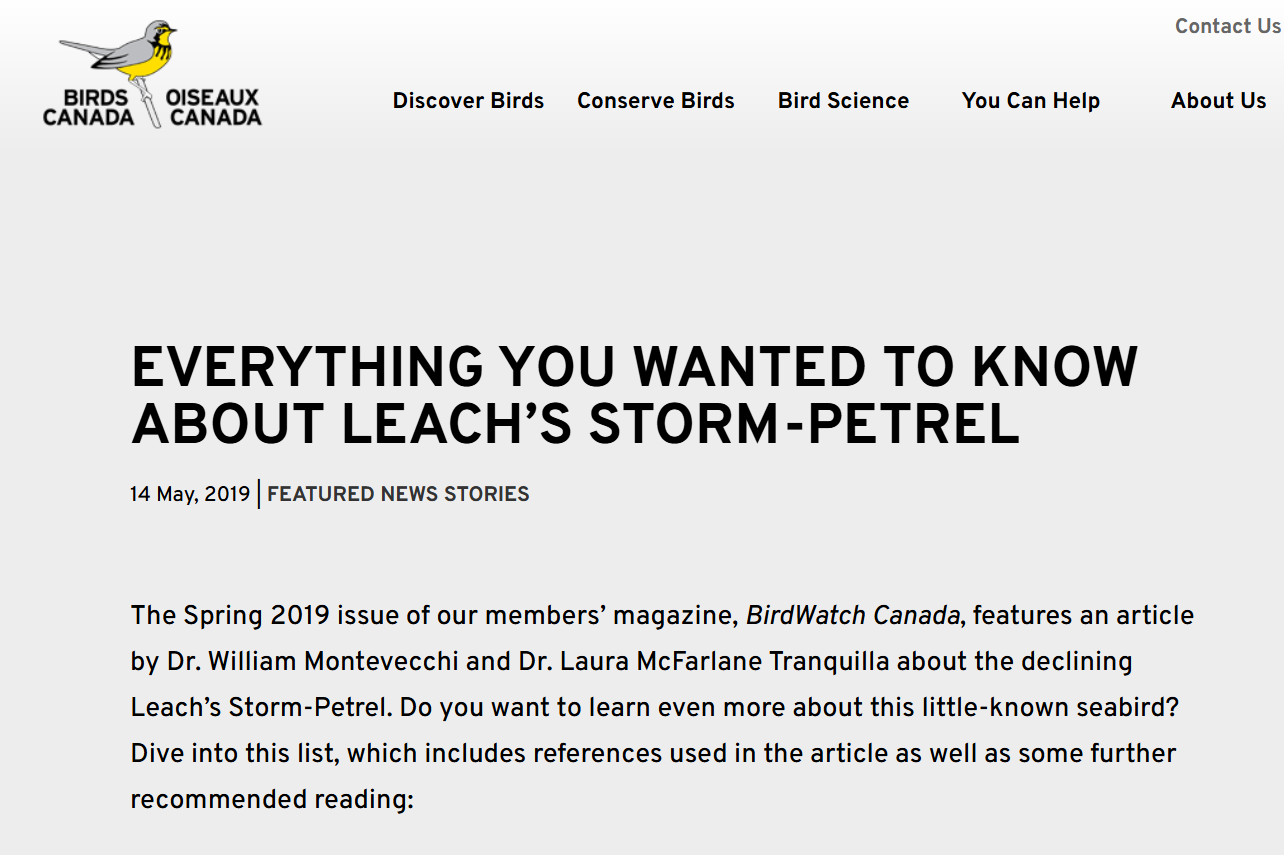 Contact Us
BIRDS OISEAUX
CANADA CANADA
Discover Birds Conserve Birds Bird Science You Can Help About Us
EVERYTHING YOU WANTED TO KNOW
ABOUT LEACH’S STORM-PETREL
14 May, 2019 | FEATURED NEWS STORIES
The Spring 2019 issue of our members’ magazine, BirdWatch Canada, features an article
by Dr. William Montevecchi and Dr. Laura McFarlane Tranquilla about the declining
Leach’s Storm-Petrel. Do you want to learn even more about this little-known seabird?
Dive into this list, which includes references used in the article as well as some further
recommended reading: